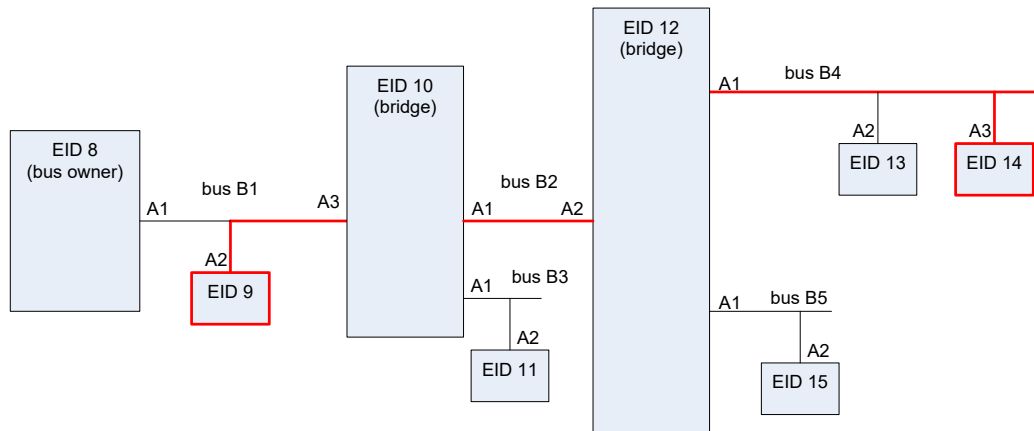 EID 12
(bridge)
A1
bus B4
EID 10
(bridge)
A2
A3
EID 13
EID 14
EID 8
(bus owner)
bus B1
A1
A3
bus B2
A1
A2
A2
EID 9
A1
bus B3
A2
EID 11
A1
bus B5
A2
EID 15